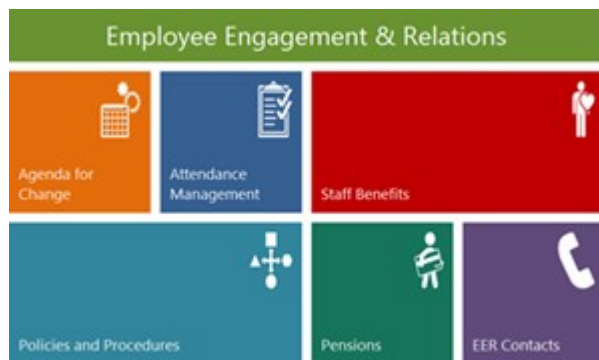 Employee Engagement & Relations
Agenda for
Change
Attendance
Management
Staff Benefits
Policies and Procedures
Pensions
EER Contacts